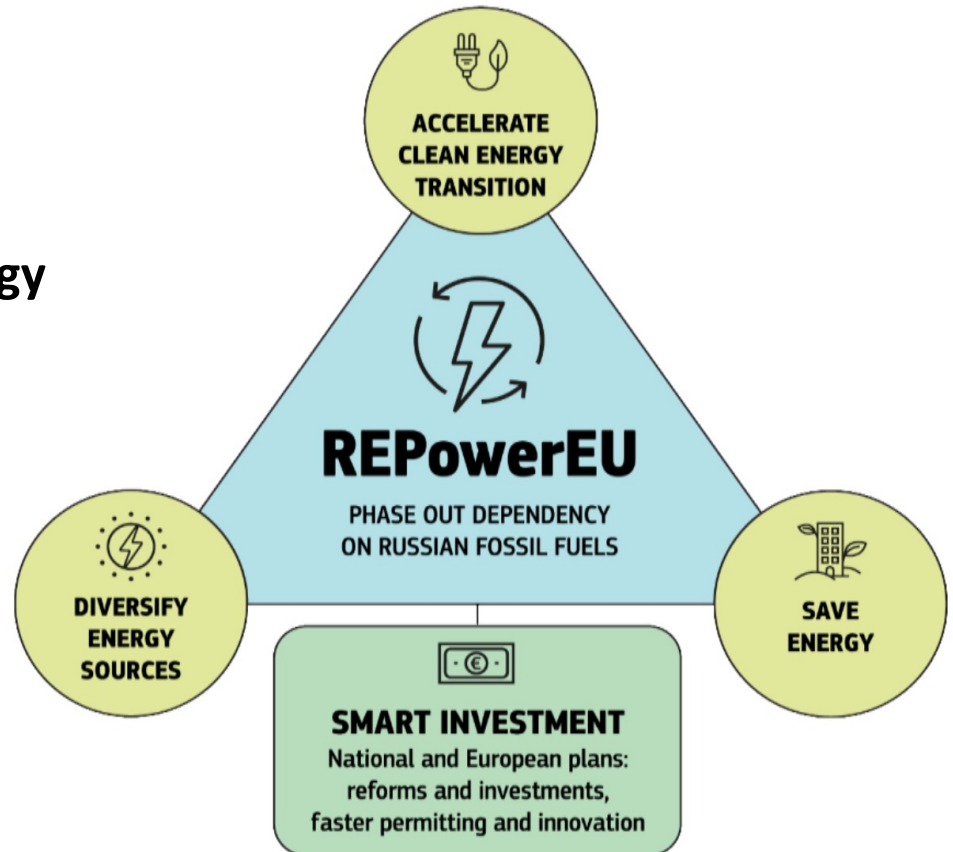 ACCELERATE
CLEAN ENERGY
TRANSITION
gy
REPowerEU
PHASE OUT DEPENDENCY
ON RUSSIAN FOSSIL FUELS
DIVERSIFY
ENERGY
SOURCES
SAVE
ENERGY
€
SMART INVESTMENT
National and European plans:
reforms and investments,
faster permitting and innovation